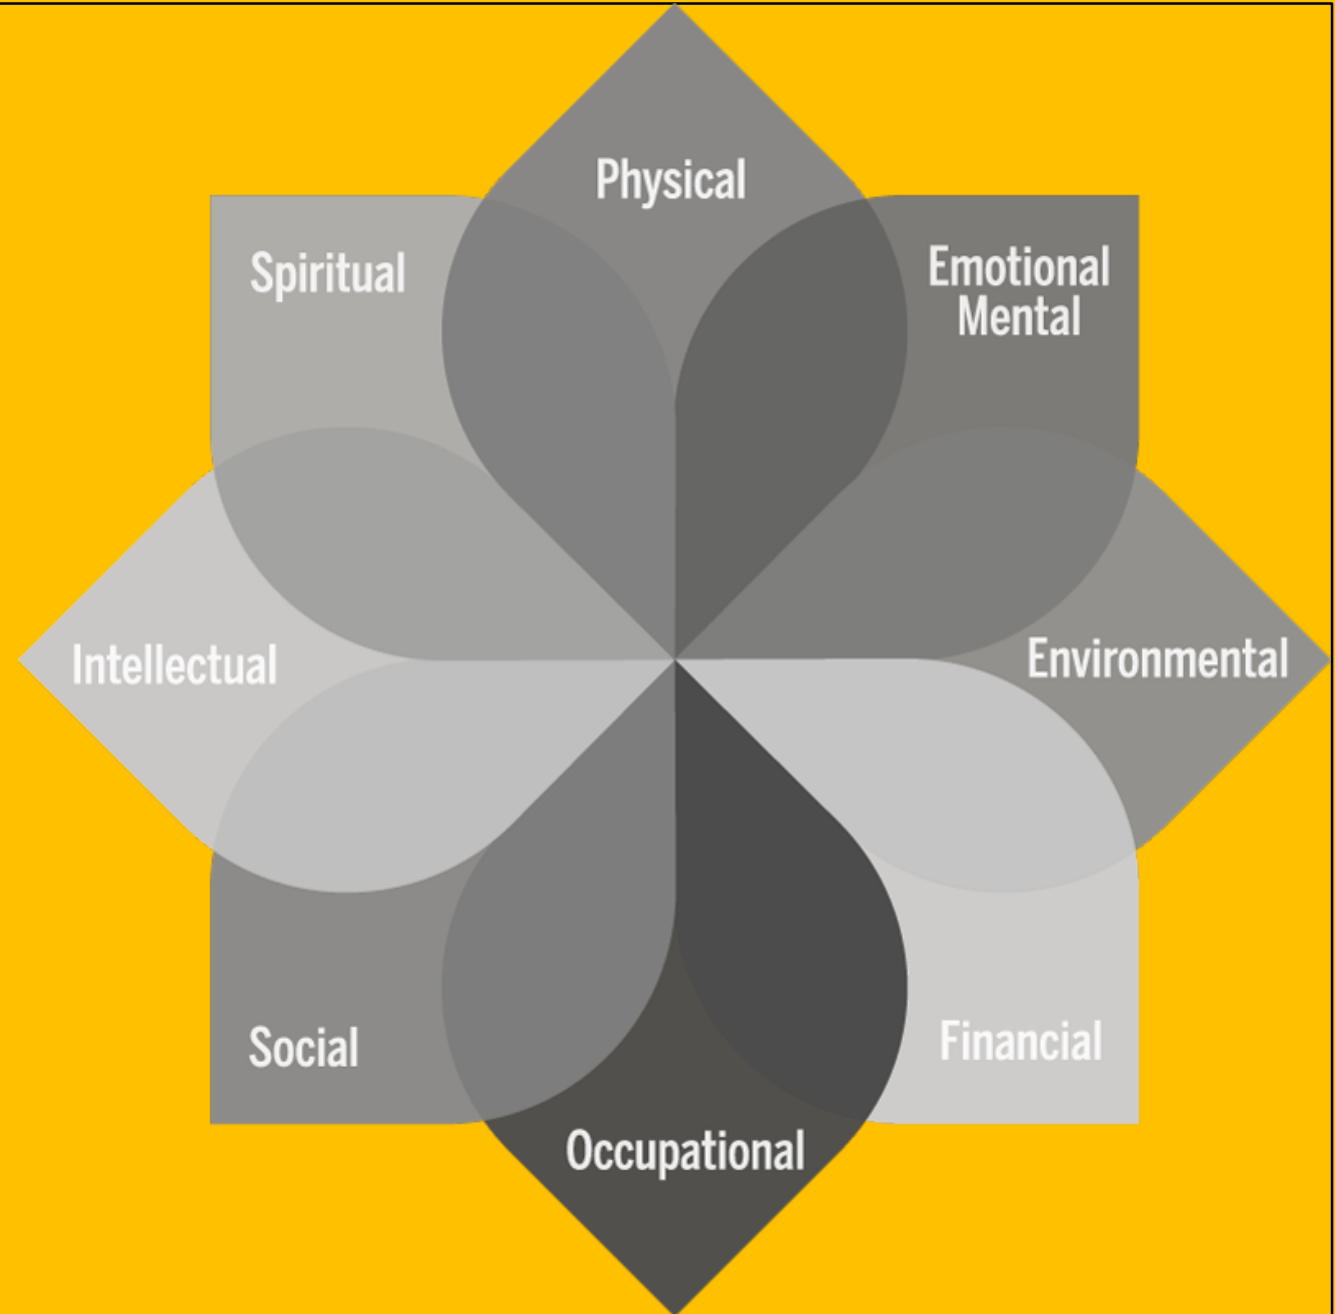 Physical
Spiritual
Emotional
Mental
Intellectual
Environmental
Social
Financial
Occupational